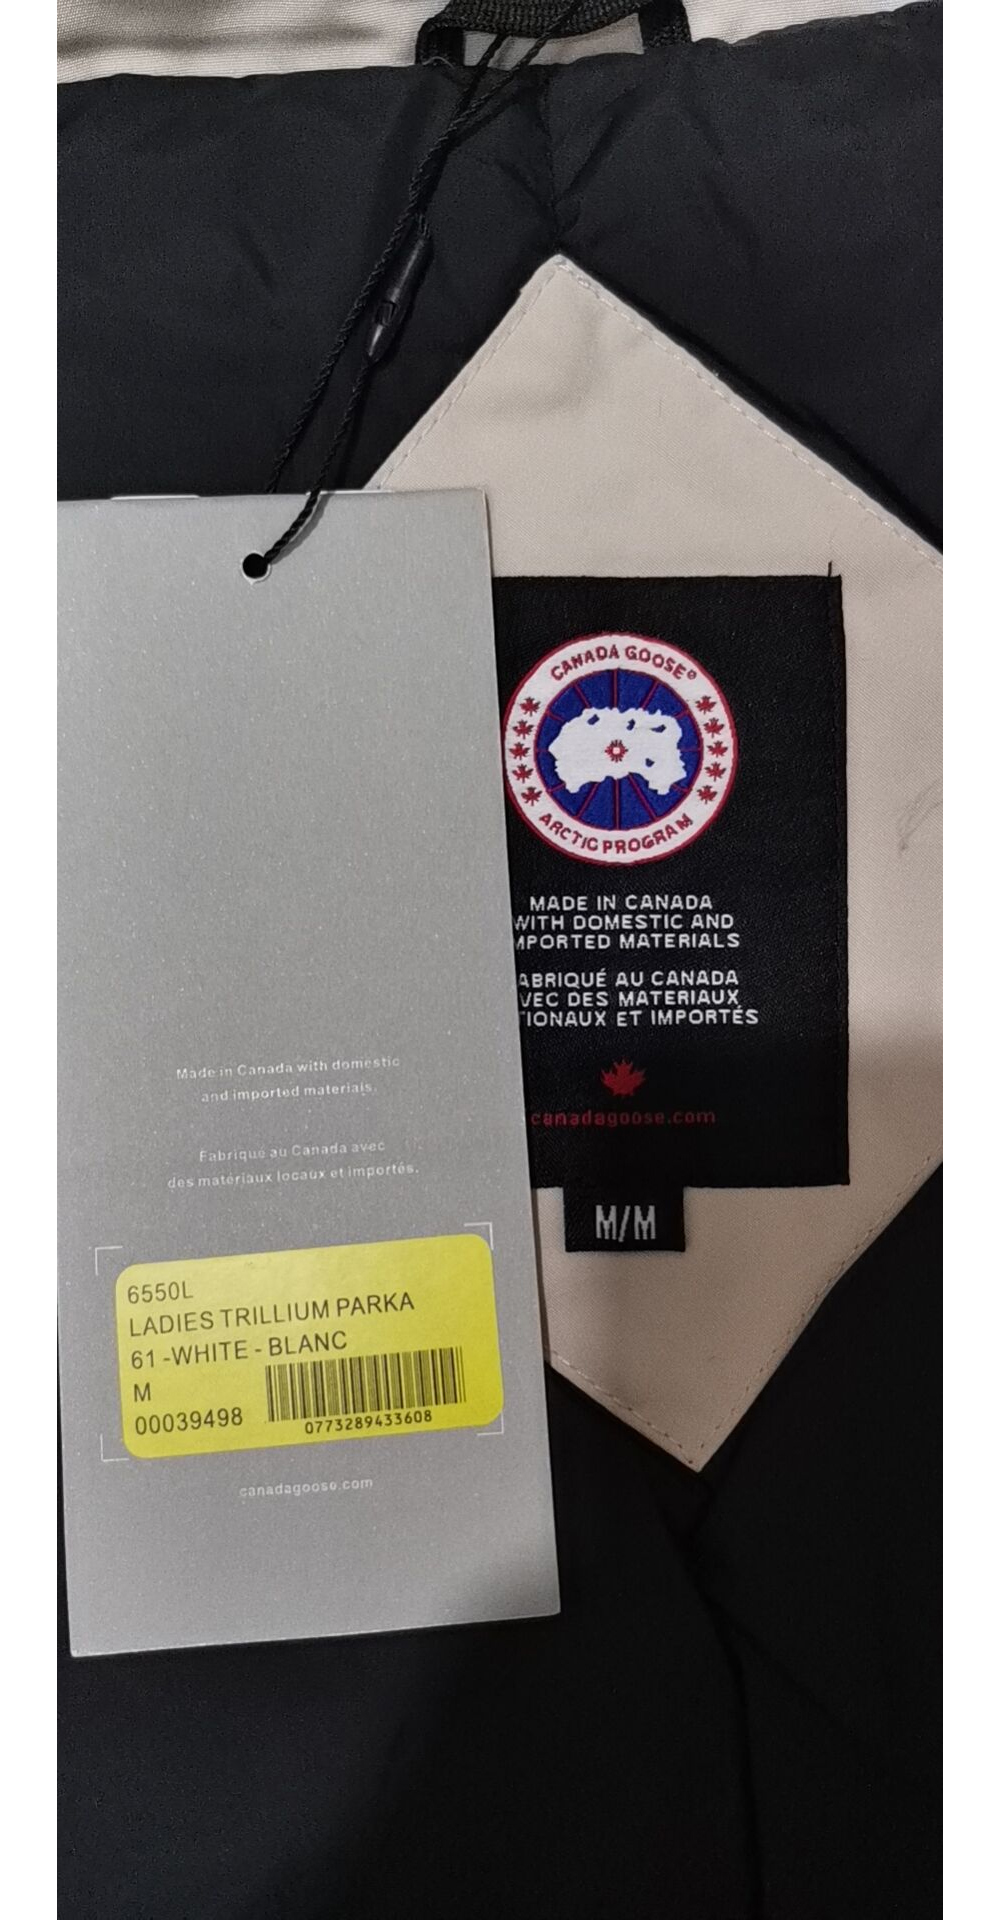 CANADA GOOSE®
ARCTIC PROGRAM
MADE IN CANADA
WITH DOMESTIC AND
IMPORTED MATERIALS
ABRIQUÉ AU CANADA
VEC DES MATERIAUX
TIONAUX ET IMPORTÉS
canadagoose.com
M/M
Made in Canada with domestic
and imported materials.
Fabriqué au Canada avec
des matériaux locaux et importés.
6550L
LADIES TRILLIUM PARKA
61 -WHITE - BLANC
M
00039498
0773289433608
canadagoose.com